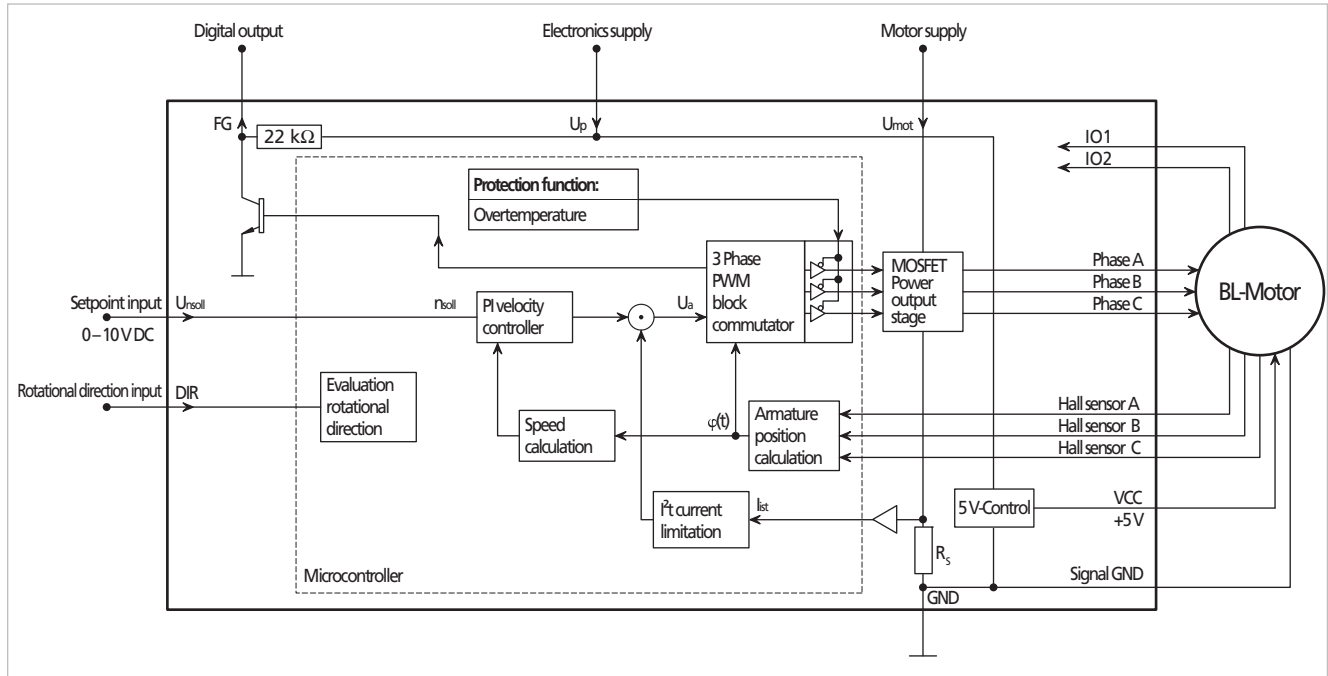 Digital output
Electronics supply
Motor supply
FG
22 kΩ
Up
Umot
IO1
IO2
Protection function:
Overtemperature
3 Phase
PWM
block
commutator
MOSFET
Power
output
stage
Phase A
Phase B
Phase C
BL-Motor
Setpoint input
0–10 V DC
Unsoll
nsoll
PI velocity
controller
Ua
Rotational direction input
DIR
Evaluation
rotational
direction
Speed
calculation
φ(t)
Armature
position
calculation
Hall sensor A
Hall sensor B
Hall sensor C
I²t current
limitation
Iist
5 V-Control
VCC
+5 V
RS
Microcontroller
GND
Signal GND